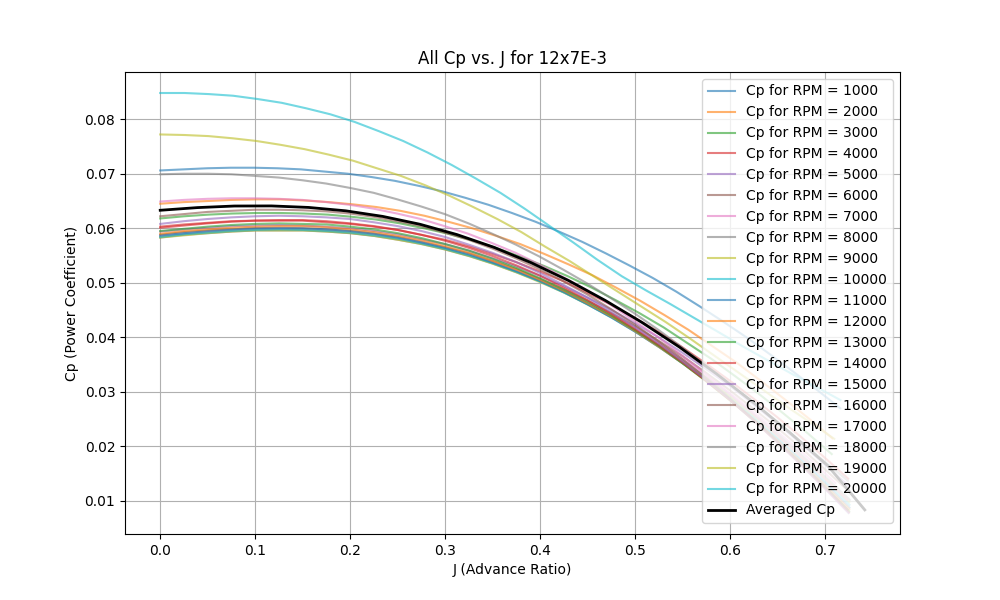 All Cp vs. J for 12x7E-3
Cp (Power Coefficient)
0.08
0.07
0.06
0.05
0.04
0.03
0.02
0.01
0.0 0.1 0.2 0.3 0.4 0.5 0.6 0.7
J (Advance Ratio)
Cp for RPM = 1000
Cp for RPM = 2000
Cp for RPM = 3000
Cp for RPM = 4000
Cp for RPM = 5000
Cp for RPM = 6000
Cp for RPM = 7000
Cp for RPM = 8000
Cp for RPM = 9000
Cp for RPM = 10000
Cp for RPM = 11000
Cp for RPM = 12000
Cp for RPM = 13000
Cp for RPM = 14000
Cp for RPM = 15000
Cp for RPM = 16000
Cp for RPM = 17000
Cp for RPM = 18000
Cp for RPM = 19000
Cp for RPM = 20000
Averaged Cp